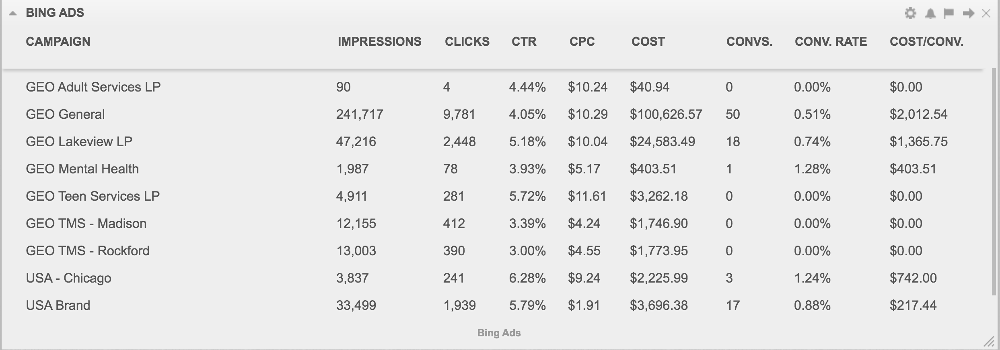 BING ADS
CAMPAIGN IMPRESSIONS CLICKS CTR CPC COST CONVS. CONV. RATE COST/CONV.
GEO Adult Services LP 90 4 4.44% $10.24 $40.94 0 0.00% $0.00
GEO General 241,717 9,781 4.05% $10.29 $100,626.57 50 0.51% $2,012.54
GEO Lakeview LP 47,216 2,448 5.18% $10.04 $24,583.49 18 0.74% $1,365.75
GEO Mental Health 1,987 78 3.93% $5.17 $403.51 1 1.28% $403.51
GEO Teen Services LP 4,911 281 5.72% $11.61 $3,262.18 0 0.00% $0.00
GEO TMS - Madison 12,155 412 3.39% $4.24 $1,746.90 0 0.00% $0.00
GEO TMS - Rockford 13,003 390 3.00% $4.55 $1,773.95 0 0.00% $0.00
USA - Chicago 3,837 241 6.28% $9.24 $2,225.99 3 1.24% $742.00
USA Brand 33,499 1,939 5.79% $1.91 $3,696.38 17 0.88% $217.44
Bing Ads